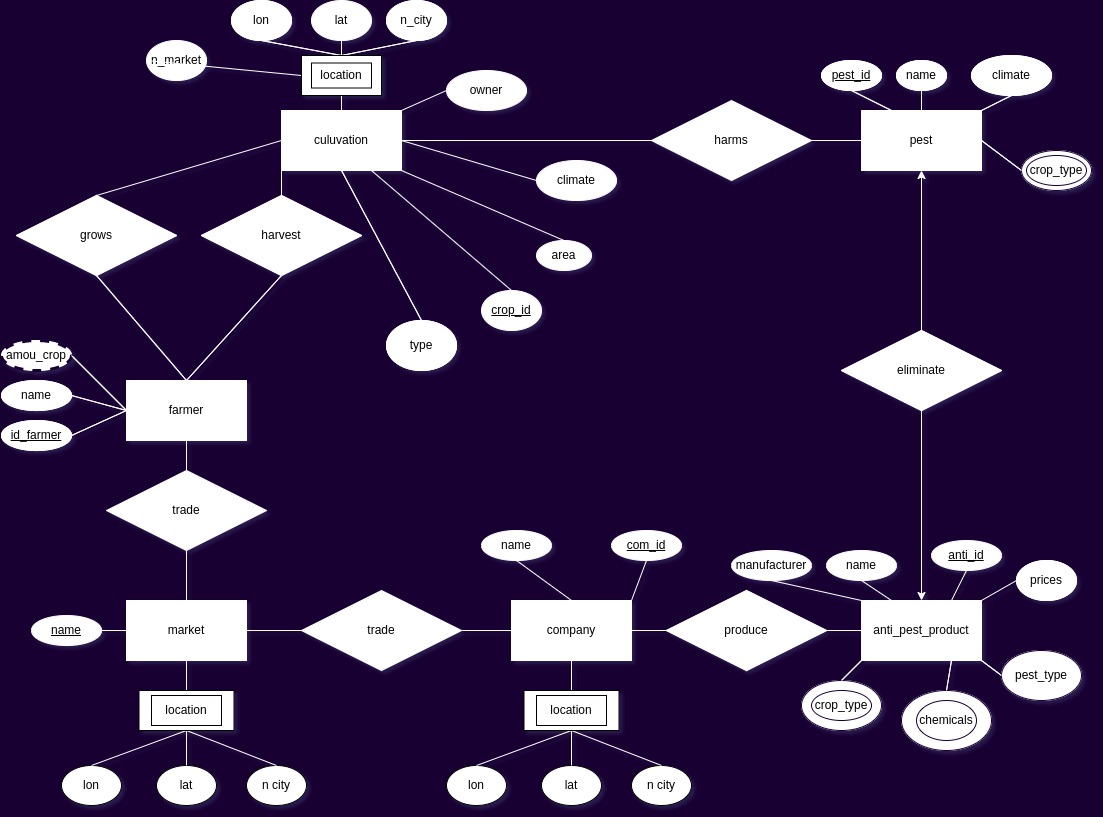 lon
lat
n_city
n_market
location
owner
culuvation
harms
pest_id
name
climate
pest
crop_type
climate
grows
harvest
area
crop_id
type
amou_crop
name
id_farmer
farmer
eliminate
trade
name
com_id
manufacturer
name
anti_id
prices
name
market
trade
company
produce
anti_pest_product
pest_type
location
location
crop_type
chemicals
lon
lat
n city
lon
lat
n city